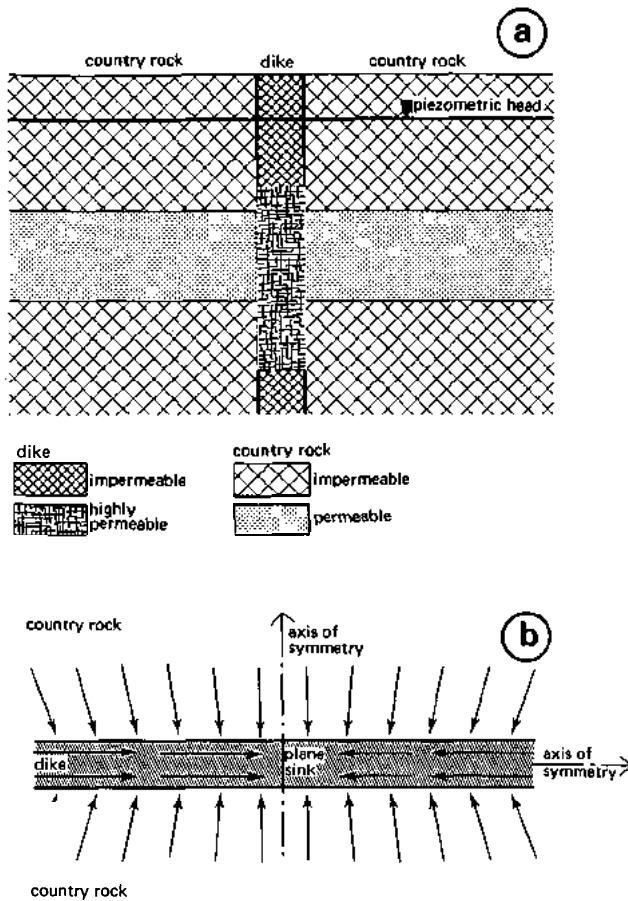 a
country rock
dike
country rock
piezometric head
dike
impermeable
highly
permeable
country rock
impermeable
permeable
b
country rock
axis of
symmetry
dike
plane
sink
axis of
symmetry
country rock